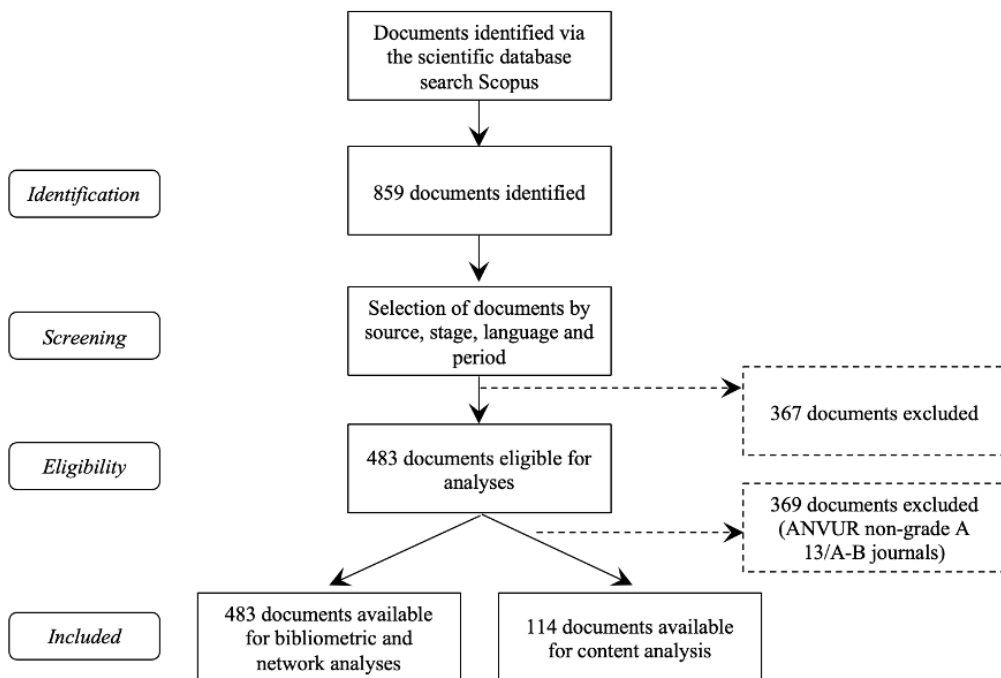 Documents identified via
the scientific database
search Scopus
Identification
859 documents identified
Screening
Selection of documents by
source, stage, language and
period
367 documents excluded
Eligibility
483 documents eligible for
analyses
369 documents excluded
(ANVUR non-grade A
13/A-B journals)
Included
483 documents available
for bibliometric and
network analyses
114 documents available
for content analysis